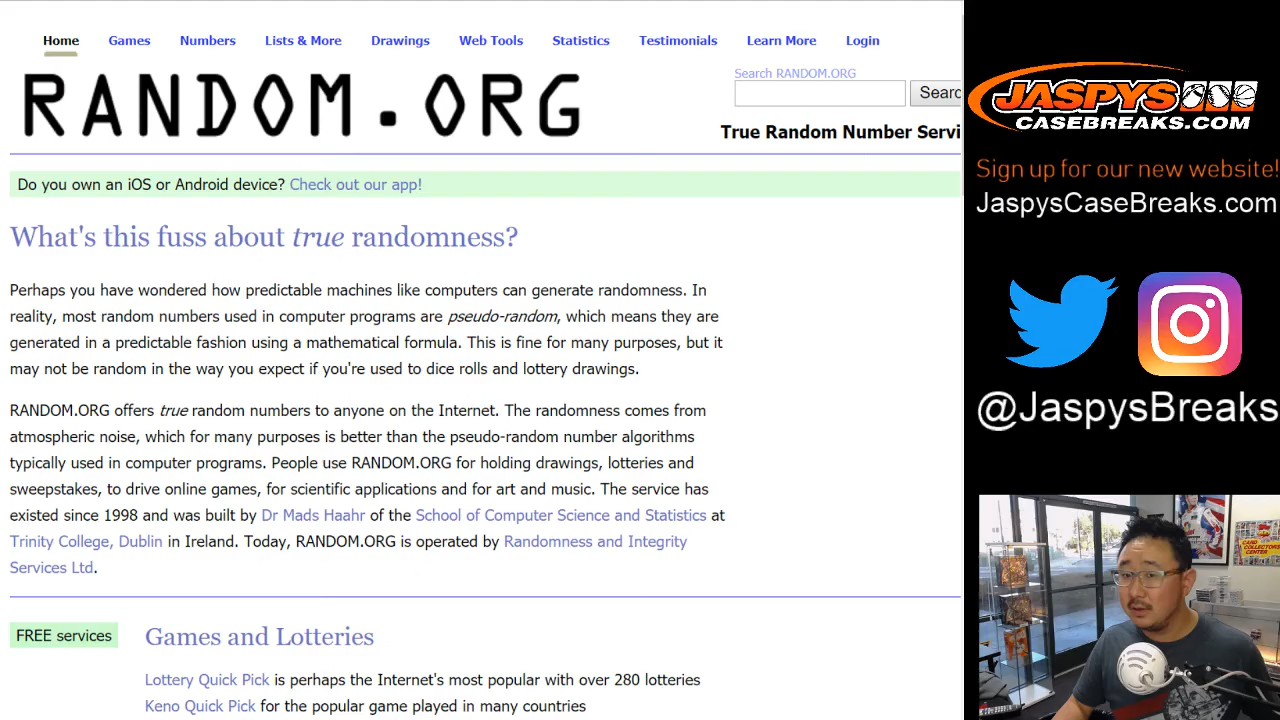 Home Games Numbers Lists & More Drawings Web Tools Statistics Testimonials Learn More Login
RANDOM.ORG
Search RANDOM.ORG
Searc
True Random Number Servi
Do you own an iOS or Android device? Check out our app!
What's this fuss about true randomness?
Perhaps you have wondered how predictable machines like computers can generate randomness. In
reality, most random numbers used in computer programs are pseudo-random, which means they are
generated in a predictable fashion using a mathematical formula. This is fine for many purposes, but it
may not be random in the way you expect if you're used to dice rolls and lottery drawings.
RANDOM.ORG offers true random numbers to anyone on the Internet. The randomness comes from
atmospheric noise, which for many purposes is better than the pseudo-random number algorithms
typically used in computer programs. People use RANDOM.ORG for holding drawings, lotteries and
sweepstakes, to drive online games, for scientific applications and for art and music. The service has
existed since 1998 and was built by Dr Mads Haahr of the School of Computer Science and Statistics at
Trinity College, Dublin in Ireland. Today, RANDOM.ORG is operated by Randomness and Integrity
Services Ltd.
FREE services
Games and Lotteries
Lottery Quick Pick is perhaps the Internet's most popular with over 280 lotteries
Keno Quick Pick for the popular game played in many countries
JASPYS
CASEBREAKS.COM
Sign up for our new website!
JaspysCaseBreaks.com
@JaspysBreaks
CARD
COLLECTORS
CENTER